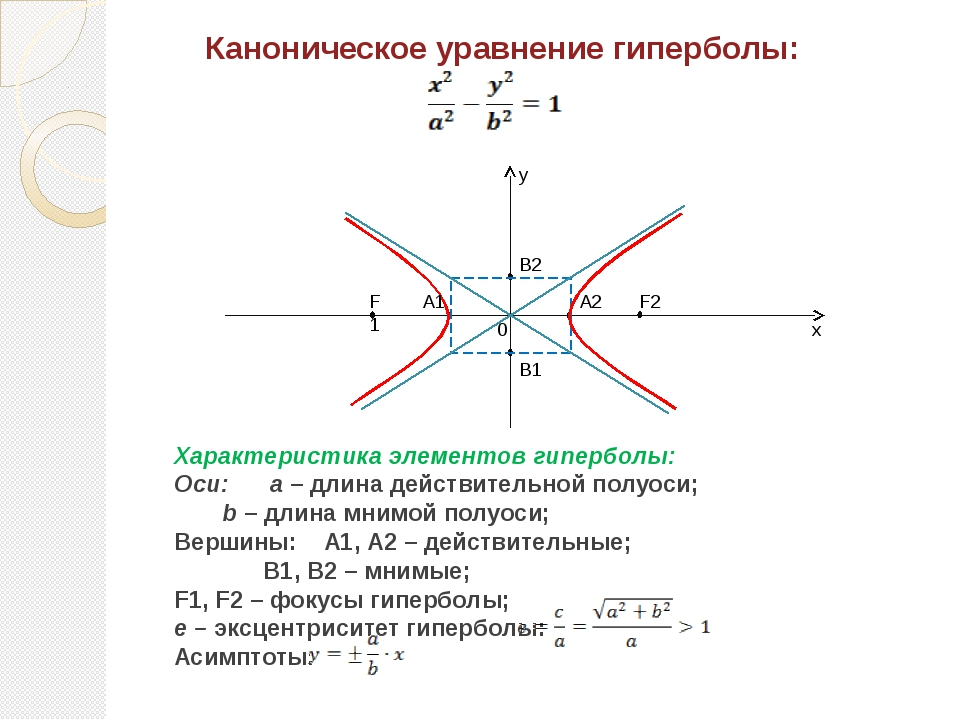 Каноническое уравнение гиперболы:
x²/a² − y²/b² = 1
y
B2
F
1
A1
A2
F2
0
x
B1
Характеристика элементов гиперболы:
Оси: a – длина действительной полуоси;
b – длина мнимой полуоси;
Вершины: A1, A2 – действительные;
B1, B2 – мнимые;
F1, F2 – фокусы гиперболы;
e – эксцентриситет гиперболы: e = c/a = √(a² + b²)/a > 1
Асимптоты: y = ± a/b · x